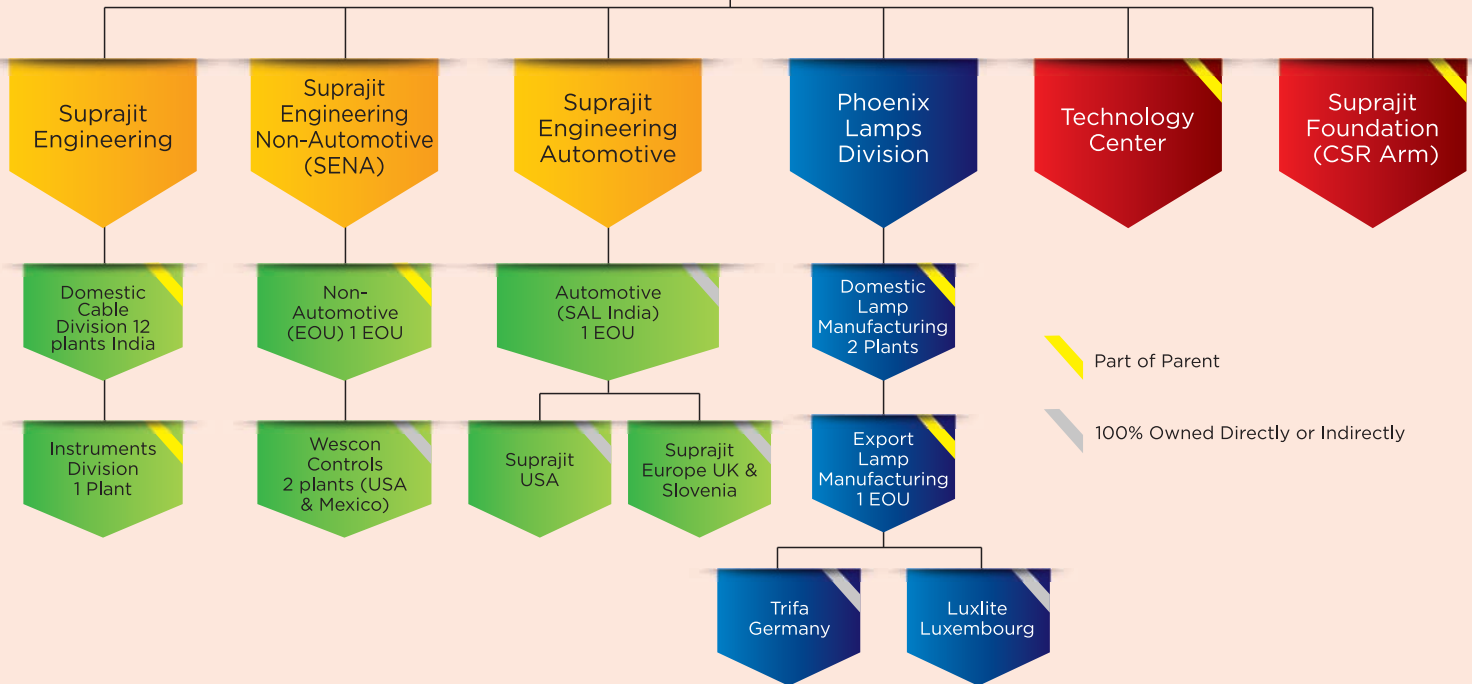 Suprajit
Engineering
Suprajit
Engineering
Non-Automotive
(SENA)
Suprajit
Engineering
Automotive
Phoenix
Lamps
Division
Technology
Center
Suprajit
Foundation
(CSR Arm)
Domestic
Cable
Division 12
plants India
Non-
Automotive
(EOU) 1 EOU
Automotive
(SAL India)
1 EOU
Domestic
Lamp
Manufacturing
2 Plants
Part of Parent
100% Owned Directly or Indirectly
Instruments
Division
1 Plant
Wescon
Controls
2 plants (USA
& Mexico)
Suprajit
USA
Suprajit
Europe UK &
Slovenia
Export
Lamp
Manufacturing
1 EOU
Trifa
Germany
Luxlite
Luxembourg